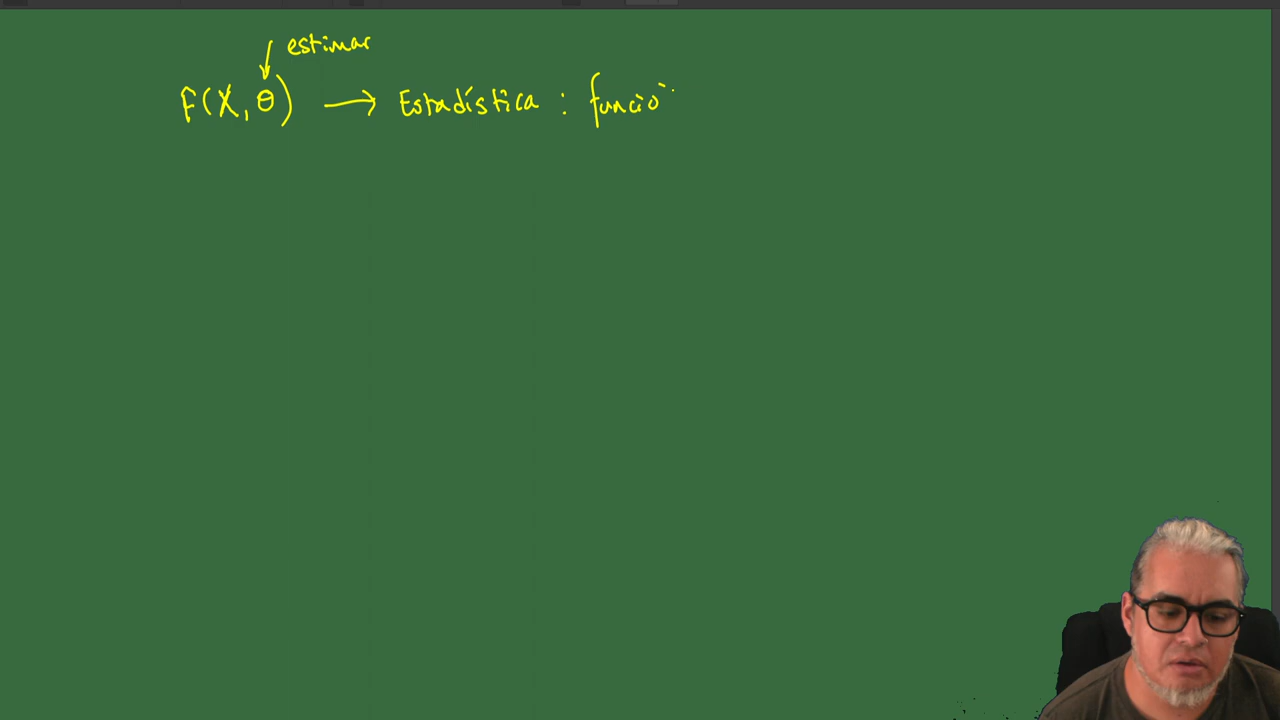 estimar
F(X, θ) → Estadística : funció